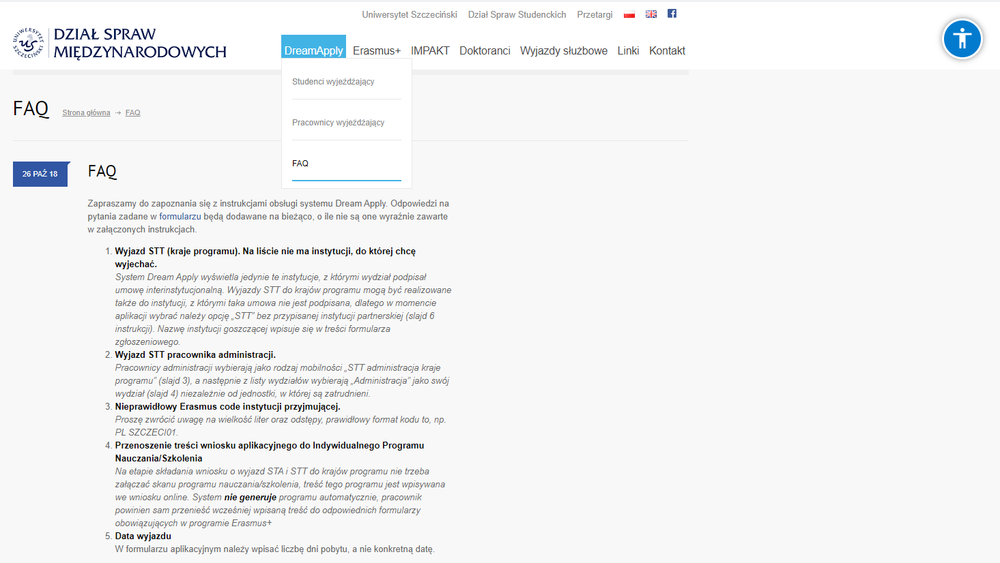 Uniwersytet Szczeciński Dział Spraw Studenckich Przetargi
UNIWERSYTET SZCZECIŃSKI
DZIAŁ SPRAW
MIĘDZYNARODOWYCH
DreamApply Erasmus+ IMPAKT Doktoranci Wyjazdy służbowe Linki Kontakt
Studenci wyjeżdżający
Pracownicy wyjeżdżający
FAQ
FAQ Strona główna → FAQ
26 PAŹ 18
FAQ
Zapraszamy do zapoznania się z instrukcjami obsługi systemu Dream Apply. Odpowiedzi na
pytania zadane w formularzu będą dodawane na bieżąco, o ile nie są one wyraźnie zawarte
w załączonych instrukcjach.
1. Wyjazd STT (kraje programu). Na liście nie ma instytucji, do której chcę
wyjechać.
System Dream Apply wyświetla jedynie te instytucje, z którymi wydział podpisał
umowę interinstytucjonalną. Wyjazdy STT do krajów programu mogą być realizowane
także do instytucji, z którymi taka umowa nie jest podpisana, dlatego w momencie
aplikacji wybrać należy opcję „STT” bez przypisanej instytucji partnerskiej (slajd 6
instrukcji). Nazwę instytucji goszczącej wpisuje się w treści formularza
zgłoszeniowego.
2. Wyjazd STT pracownika administracji.
Pracownicy administracji wybierają jako rodzaj mobilności „STT administracja kraje
programu” (slajd 3), a następnie z listy wydziałów wybierają „Administracja” jako swój
wydział (slajd 4) niezależnie od jednostki, w której są zatrudnieni.
3. Nieprawidłowy Erasmus code instytucji przyjmującej.
Proszę zwrócić uwagę na wielkość liter oraz odstępy, prawidłowy format kodu to, np.
PL SZCZECI01.
4. Przenoszenie treści wniosku aplikacyjnego do Indywidualnego Programu
Nauczania/Szkolenia
Na etapie składania wniosku o wyjazd STA i STT do krajów programu nie trzeba
załączać skanu programu nauczania/szkolenia, treść tego programu jest wpisywana
we wniosku online. System nie generuje programu automatycznie, pracownik
powinien sam przenieść wcześniej wpisaną treść do odpowiednich formularzy
obowiązujących w programie Erasmus+
5. Data wyjazdu
W formularzu aplikacyjnym należy wpisać liczbę dni pobytu, a nie konkretną datę.